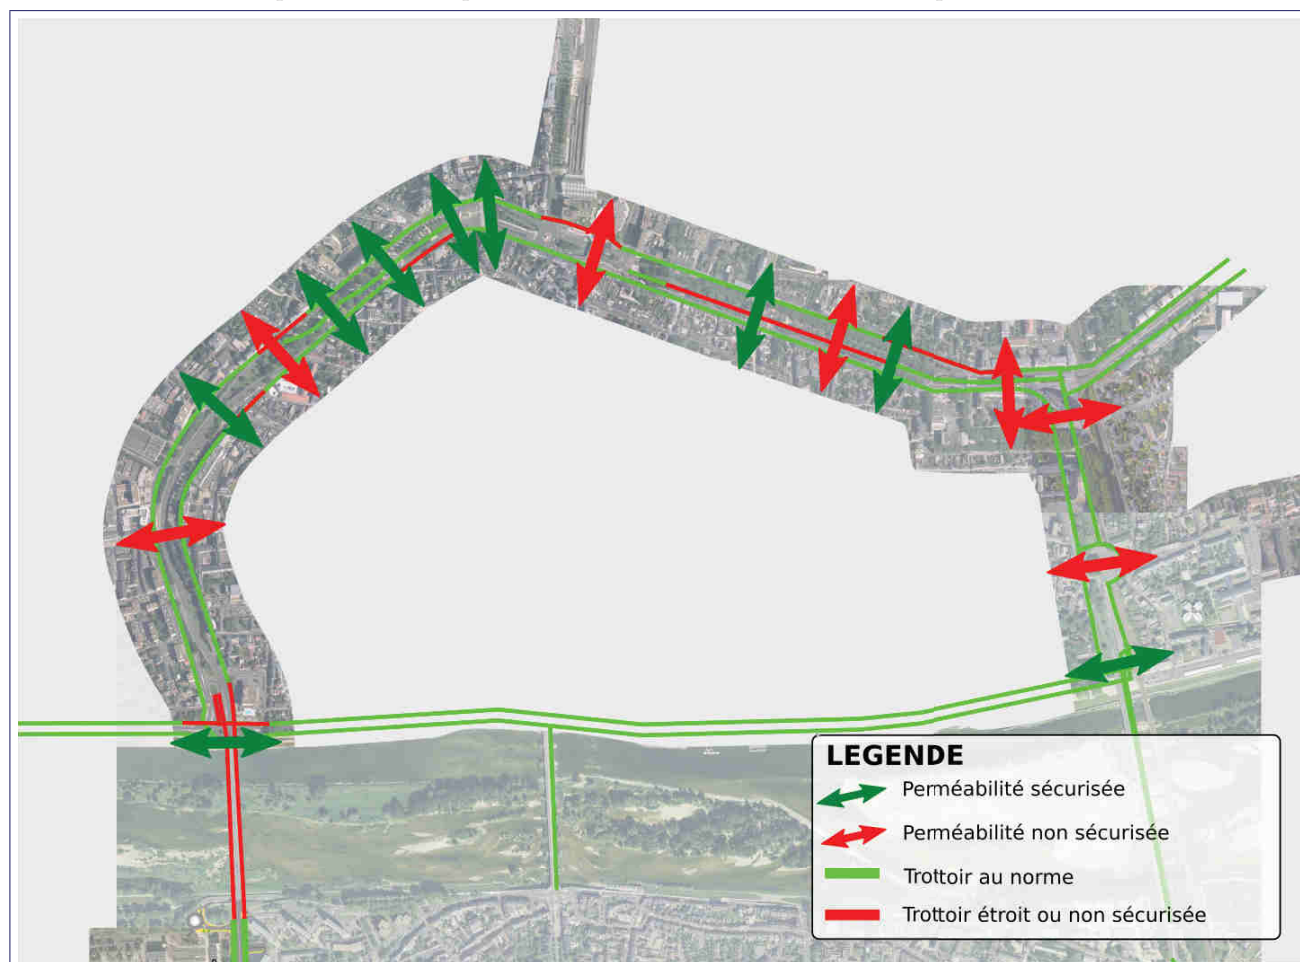 LEGENDE
Perméabilité sécurisée
Perméabilité non sécurisée
Trottoir au norme
Trottoir étroit ou non sécurisée